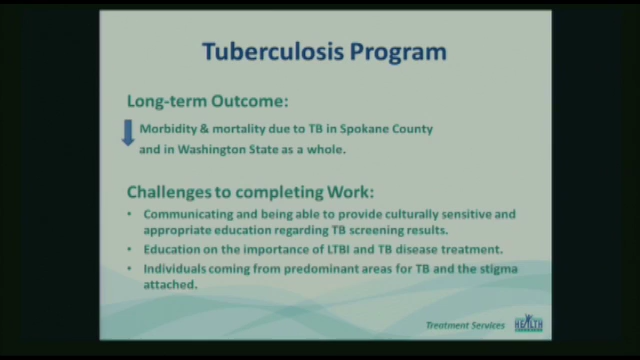 Tuberculosis Program
Long-term Outcome:
Morbidity & mortality due to TB in Spokane County
and in Washington State as a whole.
Challenges to completing Work:
• Communicating and being able to provide culturally sensitive and
appropriate education regarding TB screening results.
• Education on the importance of LTBI and TB disease treatment.
• Individuals coming from predominant areas for TB and the stigma
attached.
Treatment Services
HEALTH